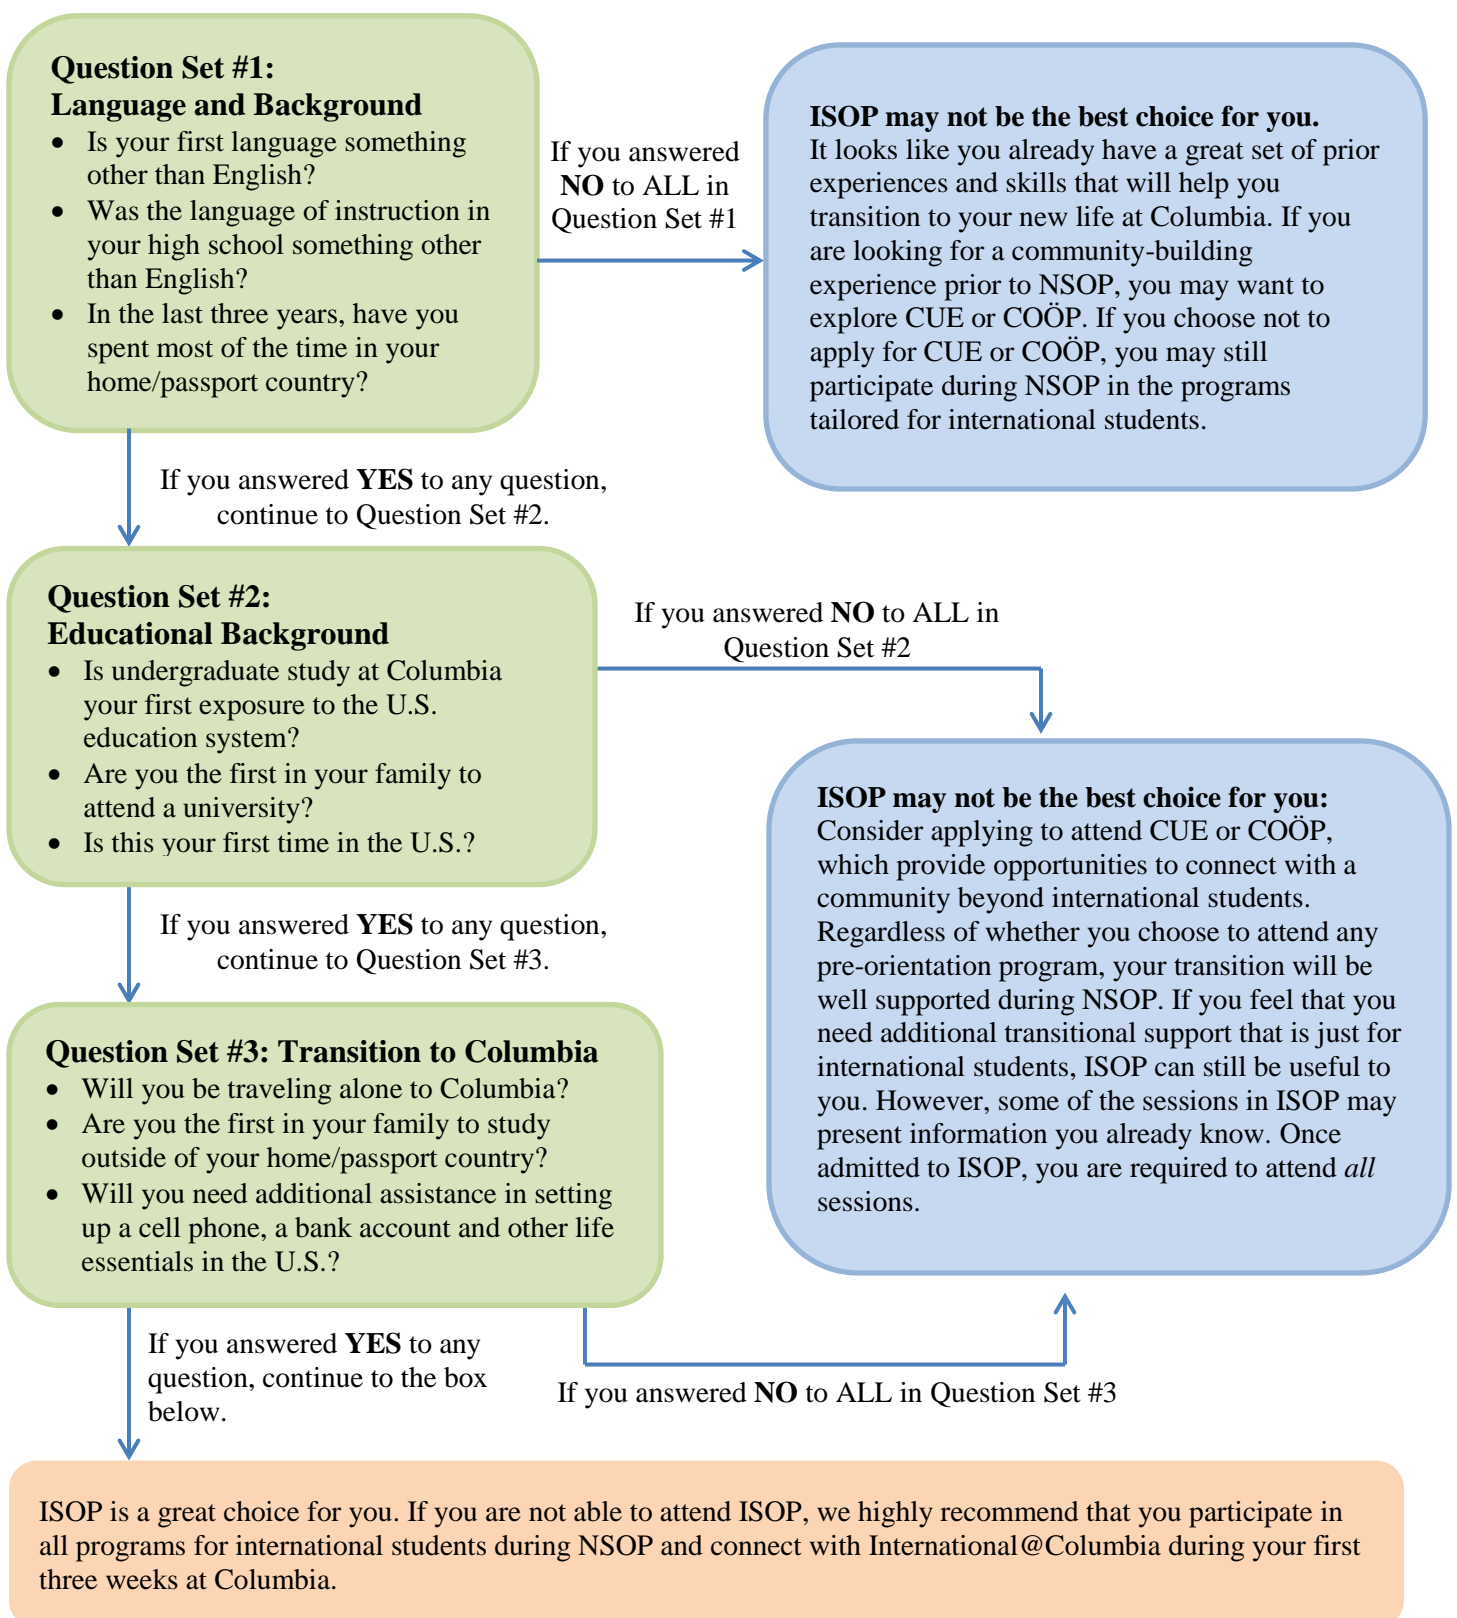 Question Set #1:
Language and Background
• Is your first language something
other than English?
• Was the language of instruction in
your high school something other
than English?
• In the last three years, have you
spent most of the time in your
home/passport country?
If you answered
NO to ALL in
Question Set #1
ISOP may not be the best choice for you.
It looks like you already have a great set of prior
experiences and skills that will help you
transition to your new life at Columbia. If you
are looking for a community-building
experience prior to NSOP, you may want to
explore CUE or COÖP. If you choose not to
apply for CUE or COÖP, you may still
participate during NSOP in the programs
tailored for international students.
If you answered YES to any question,
continue to Question Set #2.
Question Set #2:
Educational Background
• Is undergraduate study at Columbia
your first exposure to the U.S.
education system?
• Are you the first in your family to
attend a university?
• Is this your first time in the U.S.?
If you answered NO to ALL in
Question Set #2
ISOP may not be the best choice for you:
Consider applying to attend CUE or COÖP,
which provide opportunities to connect with a
community beyond international students.
Regardless of whether you choose to attend any
pre-orientation program, your transition will be
well supported during NSOP. If you feel that you
need additional transitional support that is just for
international students, ISOP can still be useful to
you. However, some of the sessions in ISOP may
present information you already know. Once
admitted to ISOP, you are required to attend all
sessions.
If you answered YES to any question,
continue to Question Set #3.
Question Set #3: Transition to Columbia
• Will you be traveling alone to Columbia?
• Are you the first in your family to study
outside of your home/passport country?
• Will you need additional assistance in setting
up a cell phone, a bank account and other life
essentials in the U.S.?
If you answered YES to any
question, continue to the box
below.
If you answered NO to ALL in Question Set #3
ISOP is a great choice for you. If you are not able to attend ISOP, we highly recommend that you participate in
all programs for international students during NSOP and connect with International@Columbia during your first
three weeks at Columbia.